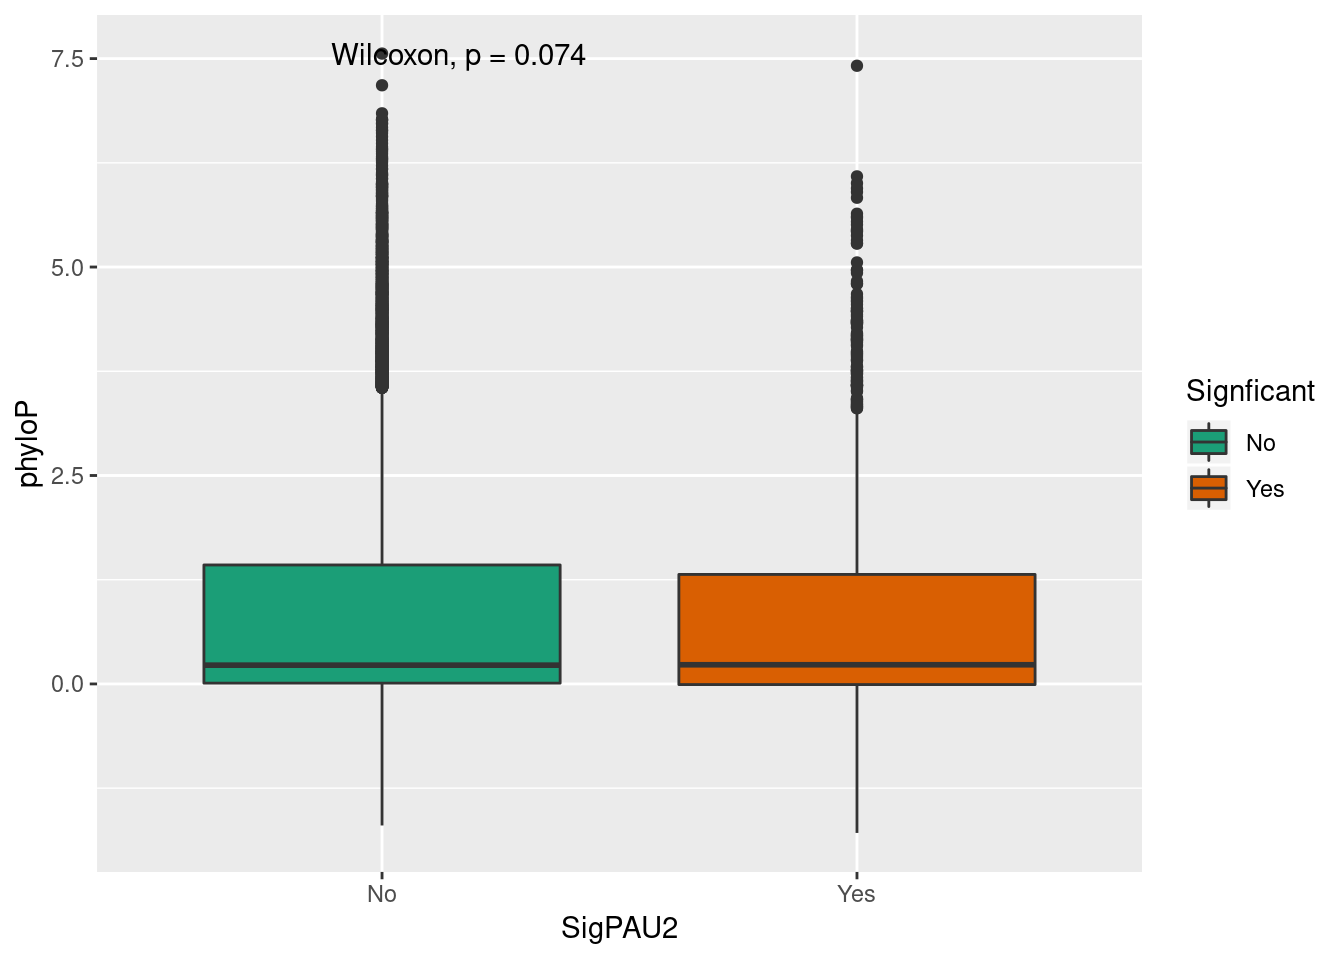 Wilcoxon, p = 0.074
7.5
5.0
2.5
0.0
phyloP
No
Yes
SigPAU2
Signficant
No
Yes